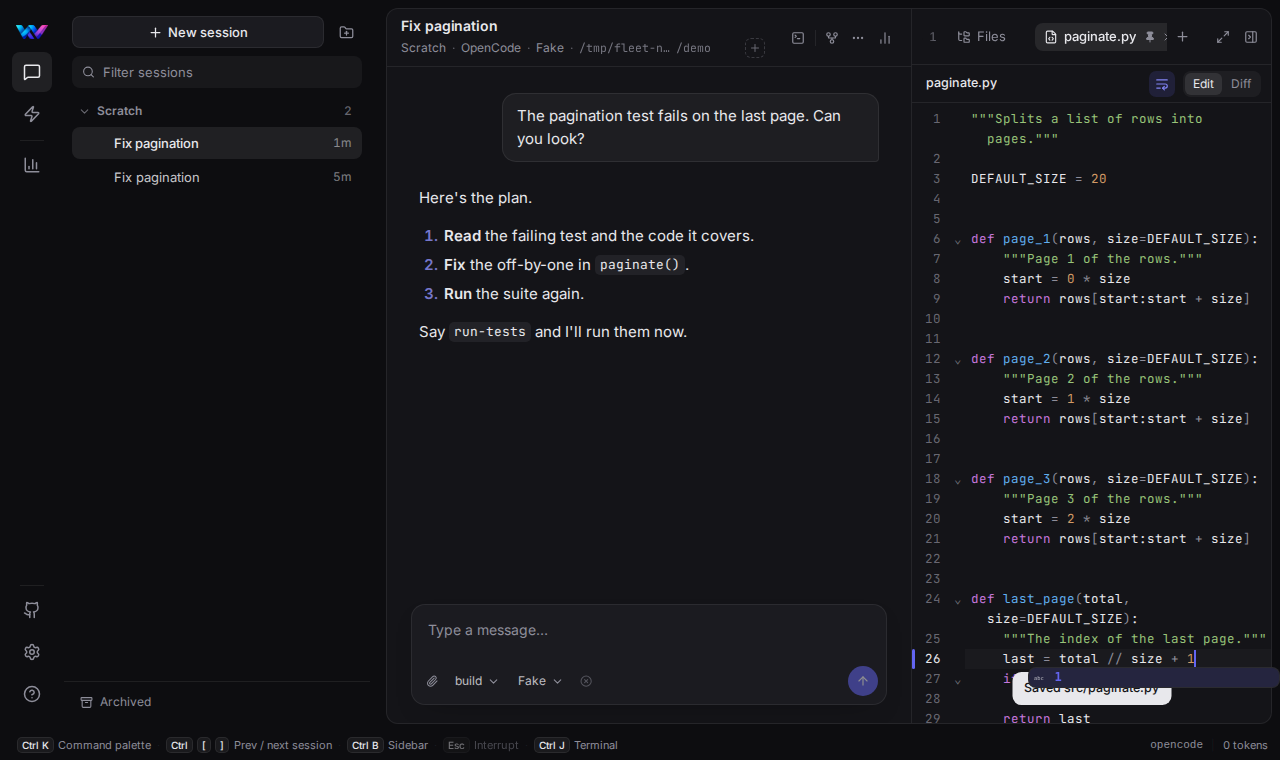 New session
Filter sessions
Scratch 2
Fix pagination 1m
Fix pagination 5m
Archived
Fix pagination
Scratch · OpenCode · Fake · /tmp/fleet-n… /demo
The pagination test fails on the last page. Can
you look?
Here's the plan.
1. Read the failing test and the code it covers.
2. Fix the off-by-one in paginate().
3. Run the suite again.
Say run-tests and I'll run them now.
Type a message...
build Fake
1 Files paginate.py
paginate.py Edit Diff
1 """Splits a list of rows into
pages."""
2
3 DEFAULT_SIZE = 20
4
5
6 def page_1(rows, size=DEFAULT_SIZE):
7 """Page 1 of the rows."""
8 start = 0 * size
9 return rows[start:start + size]
10
11
12 def page_2(rows, size=DEFAULT_SIZE):
13 """Page 2 of the rows."""
14 start = 1 * size
15 return rows[start:start + size]
16
17
18 def page_3(rows, size=DEFAULT_SIZE):
19 """Page 3 of the rows."""
20 start = 2 * size
21 return rows[start:start + size]
22
23
24 def last_page(total,
size=DEFAULT_SIZE):
25 """The index of the last page."""
26 last = total // size + 1
abc 1
27
Saved src/paginate.py
28
29 return last
Ctrl K Command palette Ctrl [ ] Prev / next session Ctrl B Sidebar Esc Interrupt Ctrl J Terminal opencode 0 tokens